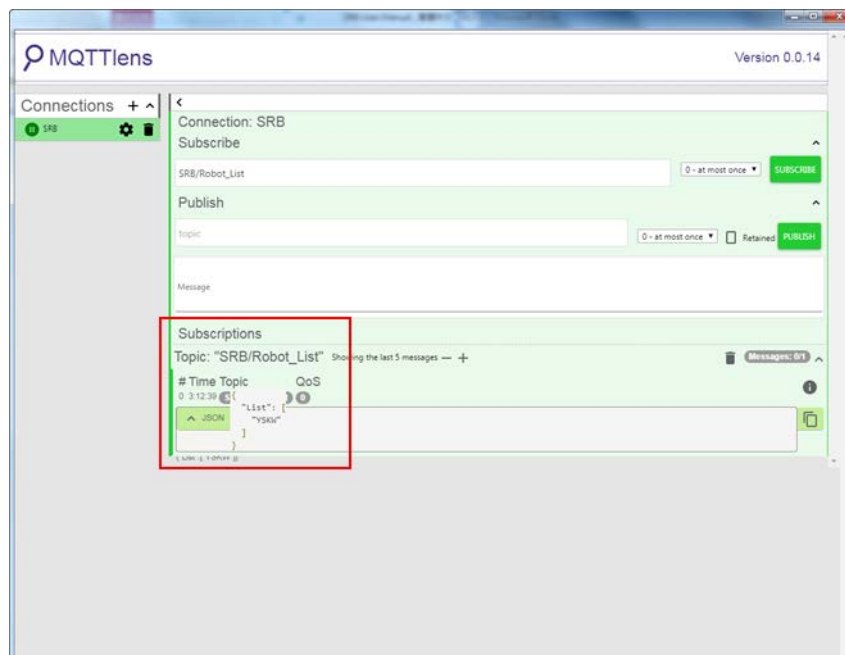 MQTTlens
Version 0.0.14
Connections
SRB
Connection: SRB
Subscribe
SRB/Robot_List
0 - at most once
SUBSCRIBE
Publish
topic
0 - at most once
Retained
PUBLISH
Message
Subscriptions
Topic: "SRB/Robot_List" Showing the last 5 messages
Messages: 0/1
# Time Topic QoS
0 3:12:39 0
JSON
{
"List": [
"YSKW"
]
}